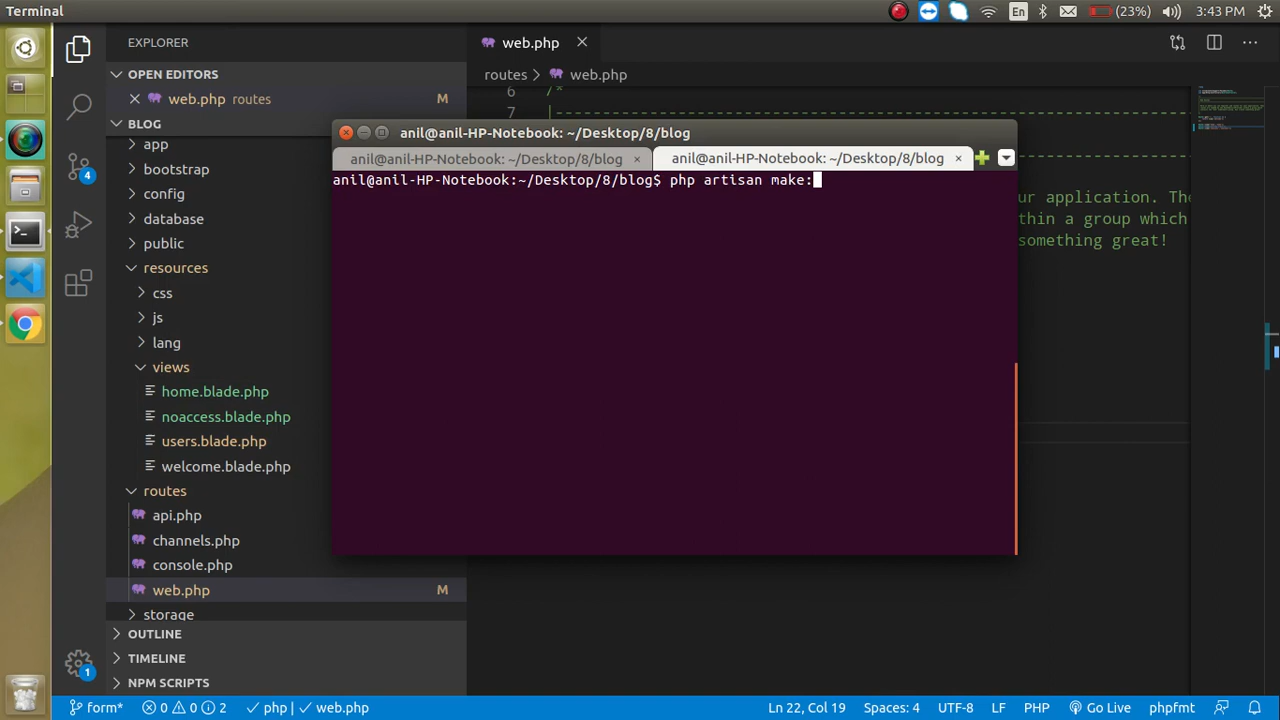 Terminal
En
(23%)
3:43 PM
EXPLORER
OPEN EDITORS
web.php routes M
BLOG
app
bootstrap
config
database
public
resources
css
js
lang
views
home.blade.php
noaccess.blade.php
users.blade.php
welcome.blade.php
routes
api.php
channels.php
console.php
web.php M
storage
OUTLINE
TIMELINE
NPM SCRIPTS
4
1
web.php
routes > web.php
6 /*
7
ur application. The
thin a group which
something great!
anil@anil-HP-Notebook: ~/Desktop/8/blog
anil@anil-HP-Notebook: ~/Desktop/8/blog × anil@anil-HP-Notebook: ~/Desktop/8/blog ×
anil@anil-HP-Notebook:~/Desktop/8/blog$ php artisan make:
form* 0 0 2 php web.php Ln 22, Col 19 Spaces: 4 UTF-8 LF PHP Go Live phpfmt